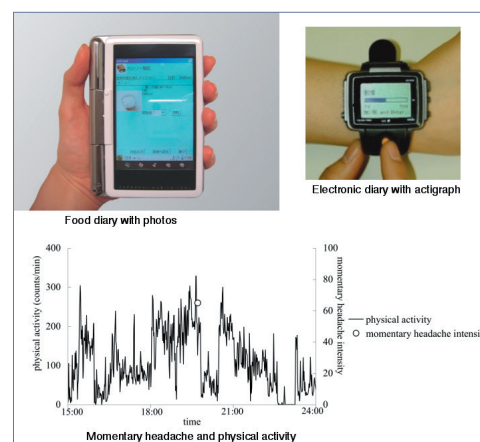 Food diary with photos
Electronic diary with actigraph
400
300
200
100
0
physical activity (counts/min)
100
80
60
40
20
0
momentary headache
intensity
physical activity
momentary headache intensi
15:00 18:00 21:00 24:00
time
Momentary headache and physical activity